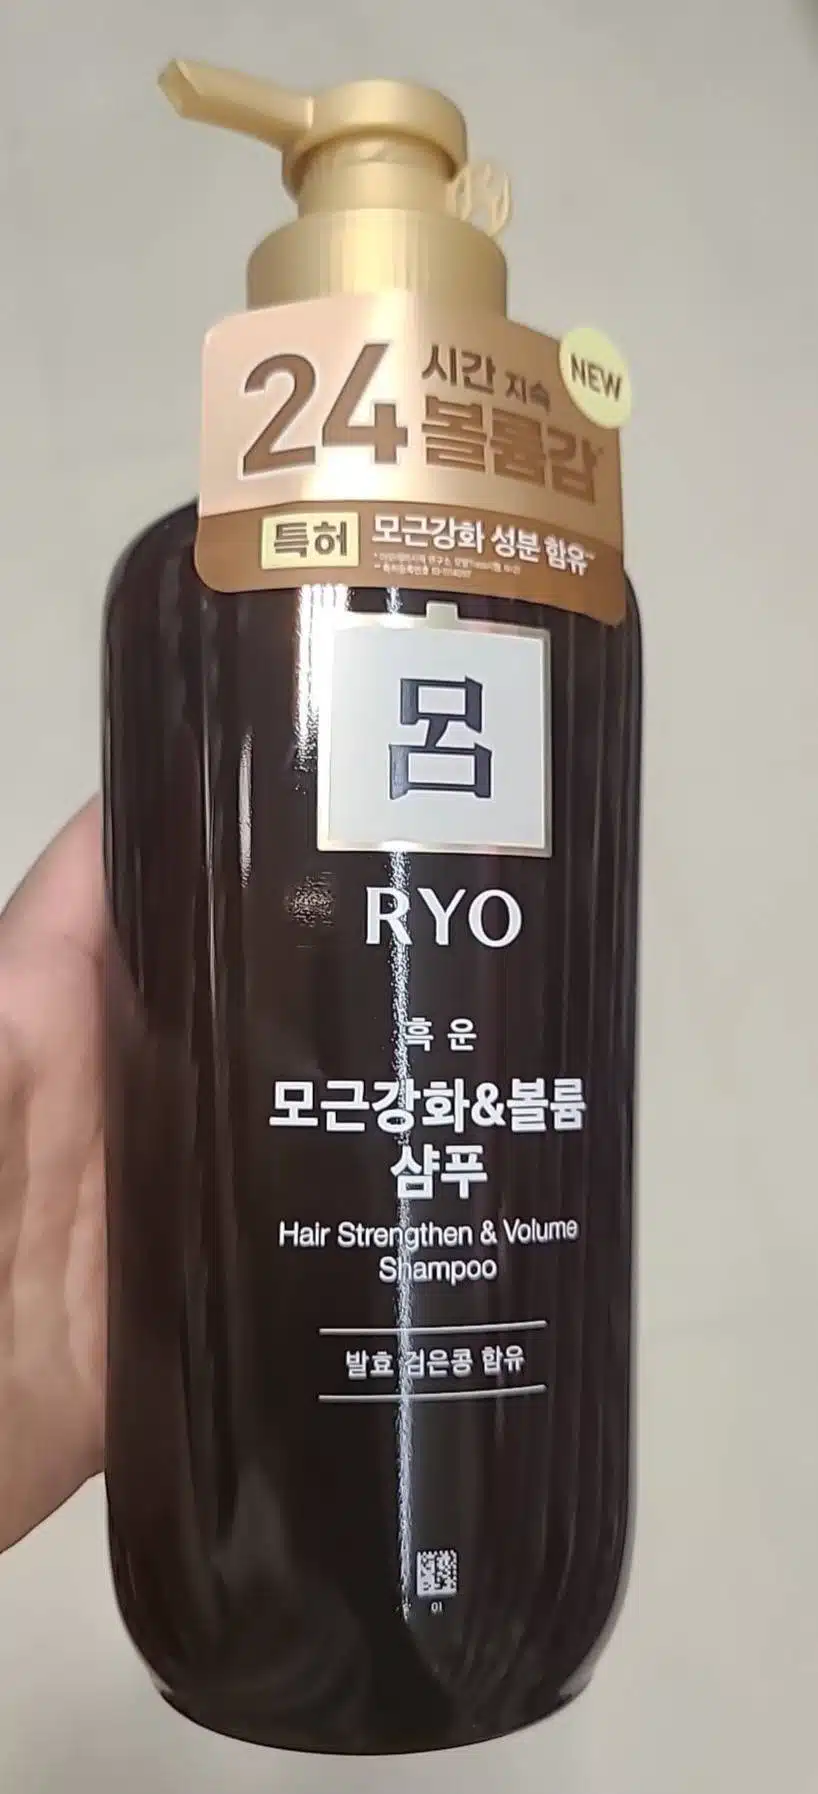 24 시간 지속
볼륨감
NEW
특허 모근강화 성분 함유**
呂
RYO
흑운
모근강화&볼륨
샴푸
Hair Strengthen & Volume
Shampoo
발효 검은콩 함유
01